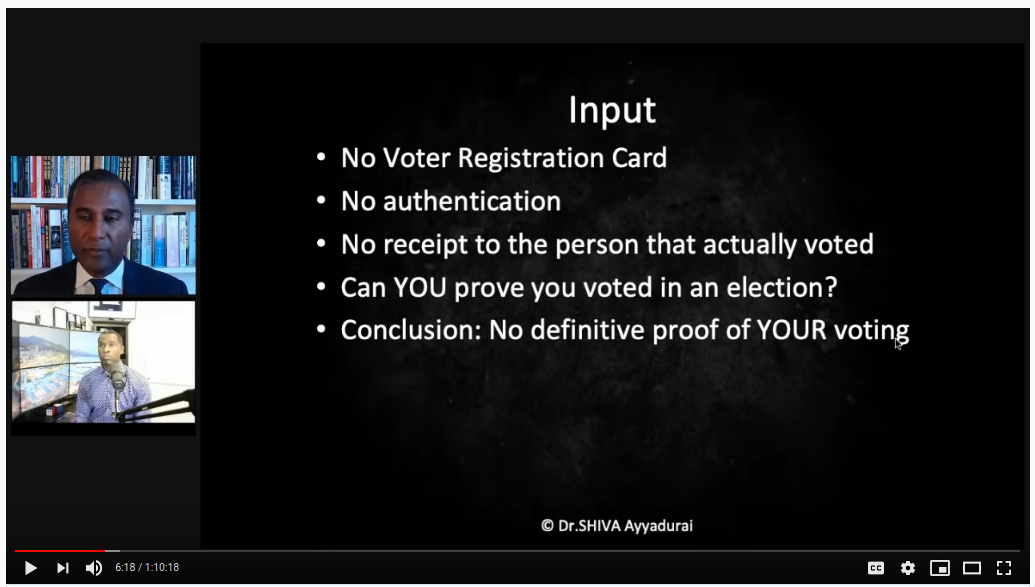 Input
• No Voter Registration Card
• No authentication
• No receipt to the person that actually voted
• Can YOU prove you voted in an election?
• Conclusion: No definitive proof of YOUR voting
© Dr.SHIVA Ayyadurai
6:18 / 1:10:18
CC